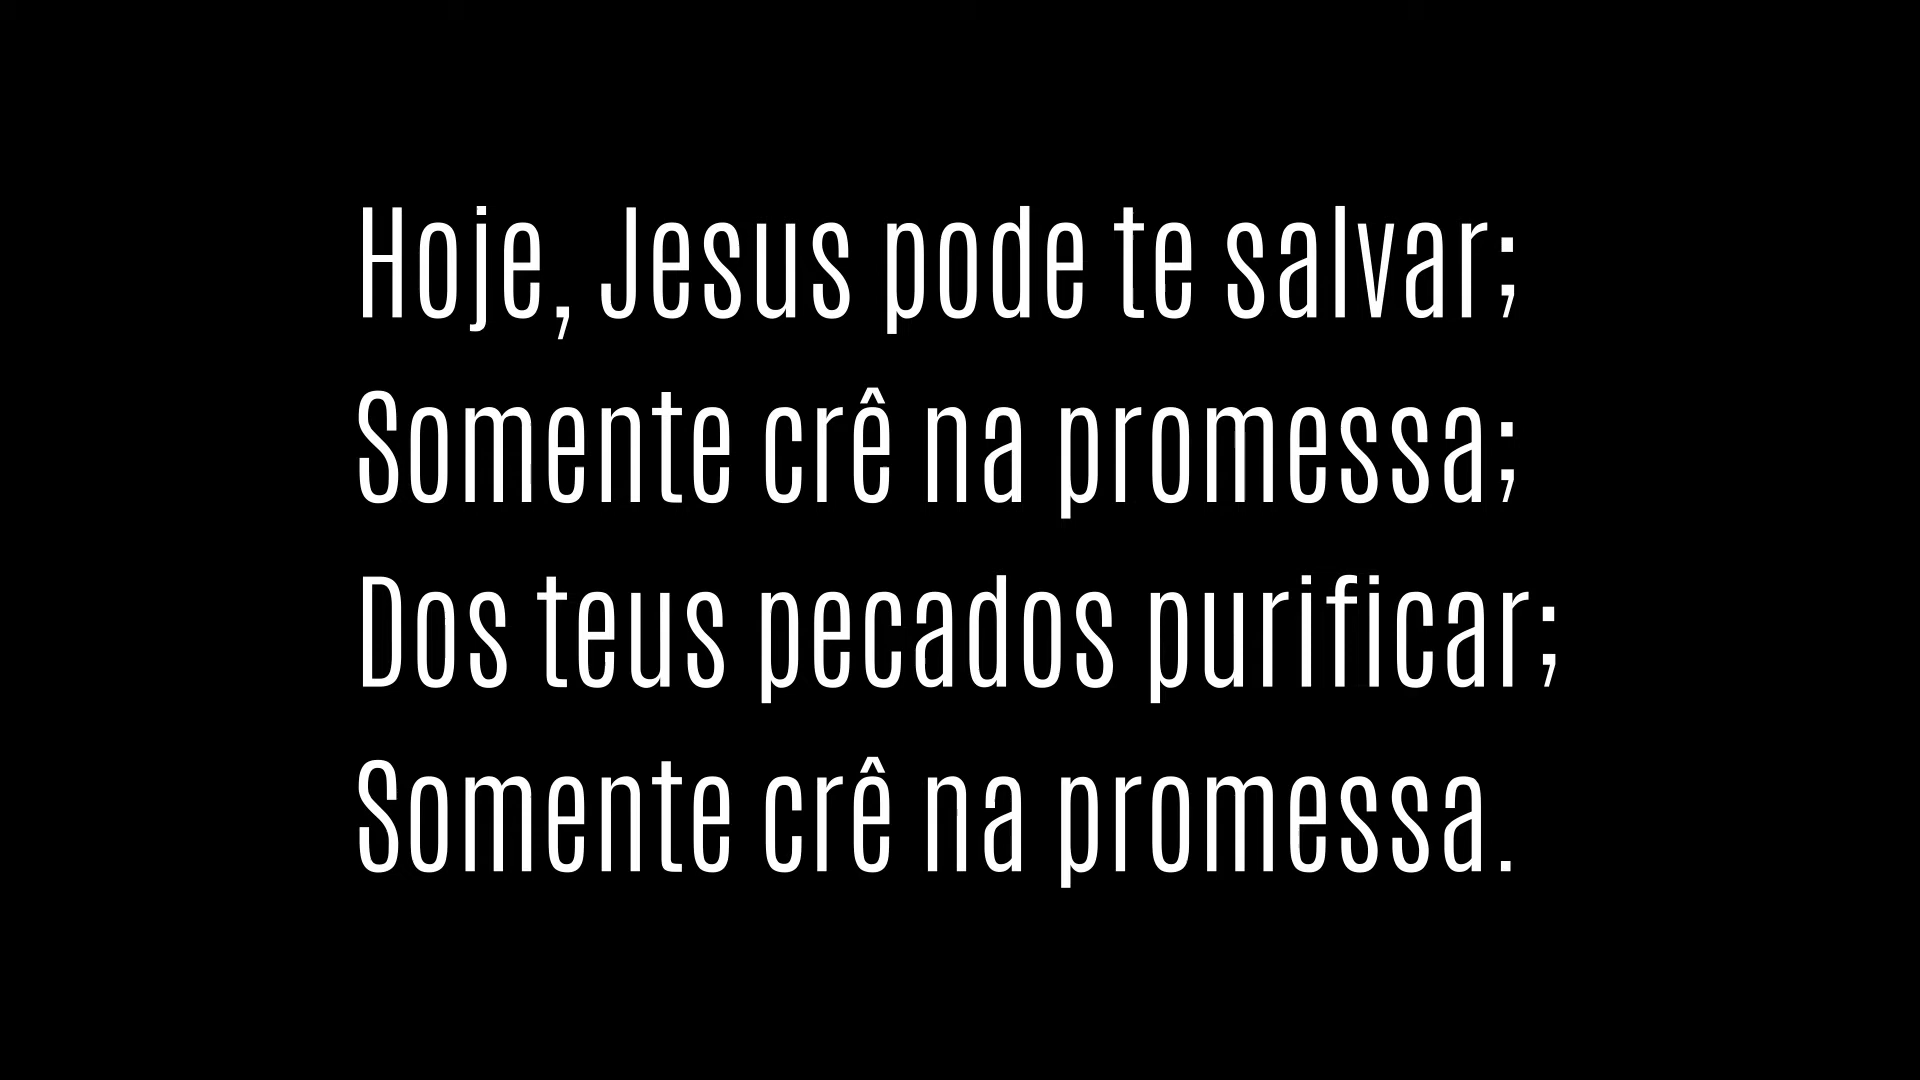 Hoje, Jesus pode te salvar;
Somente crê na promessa;
Dos teus pecados purificar;
Somente crê na promessa.